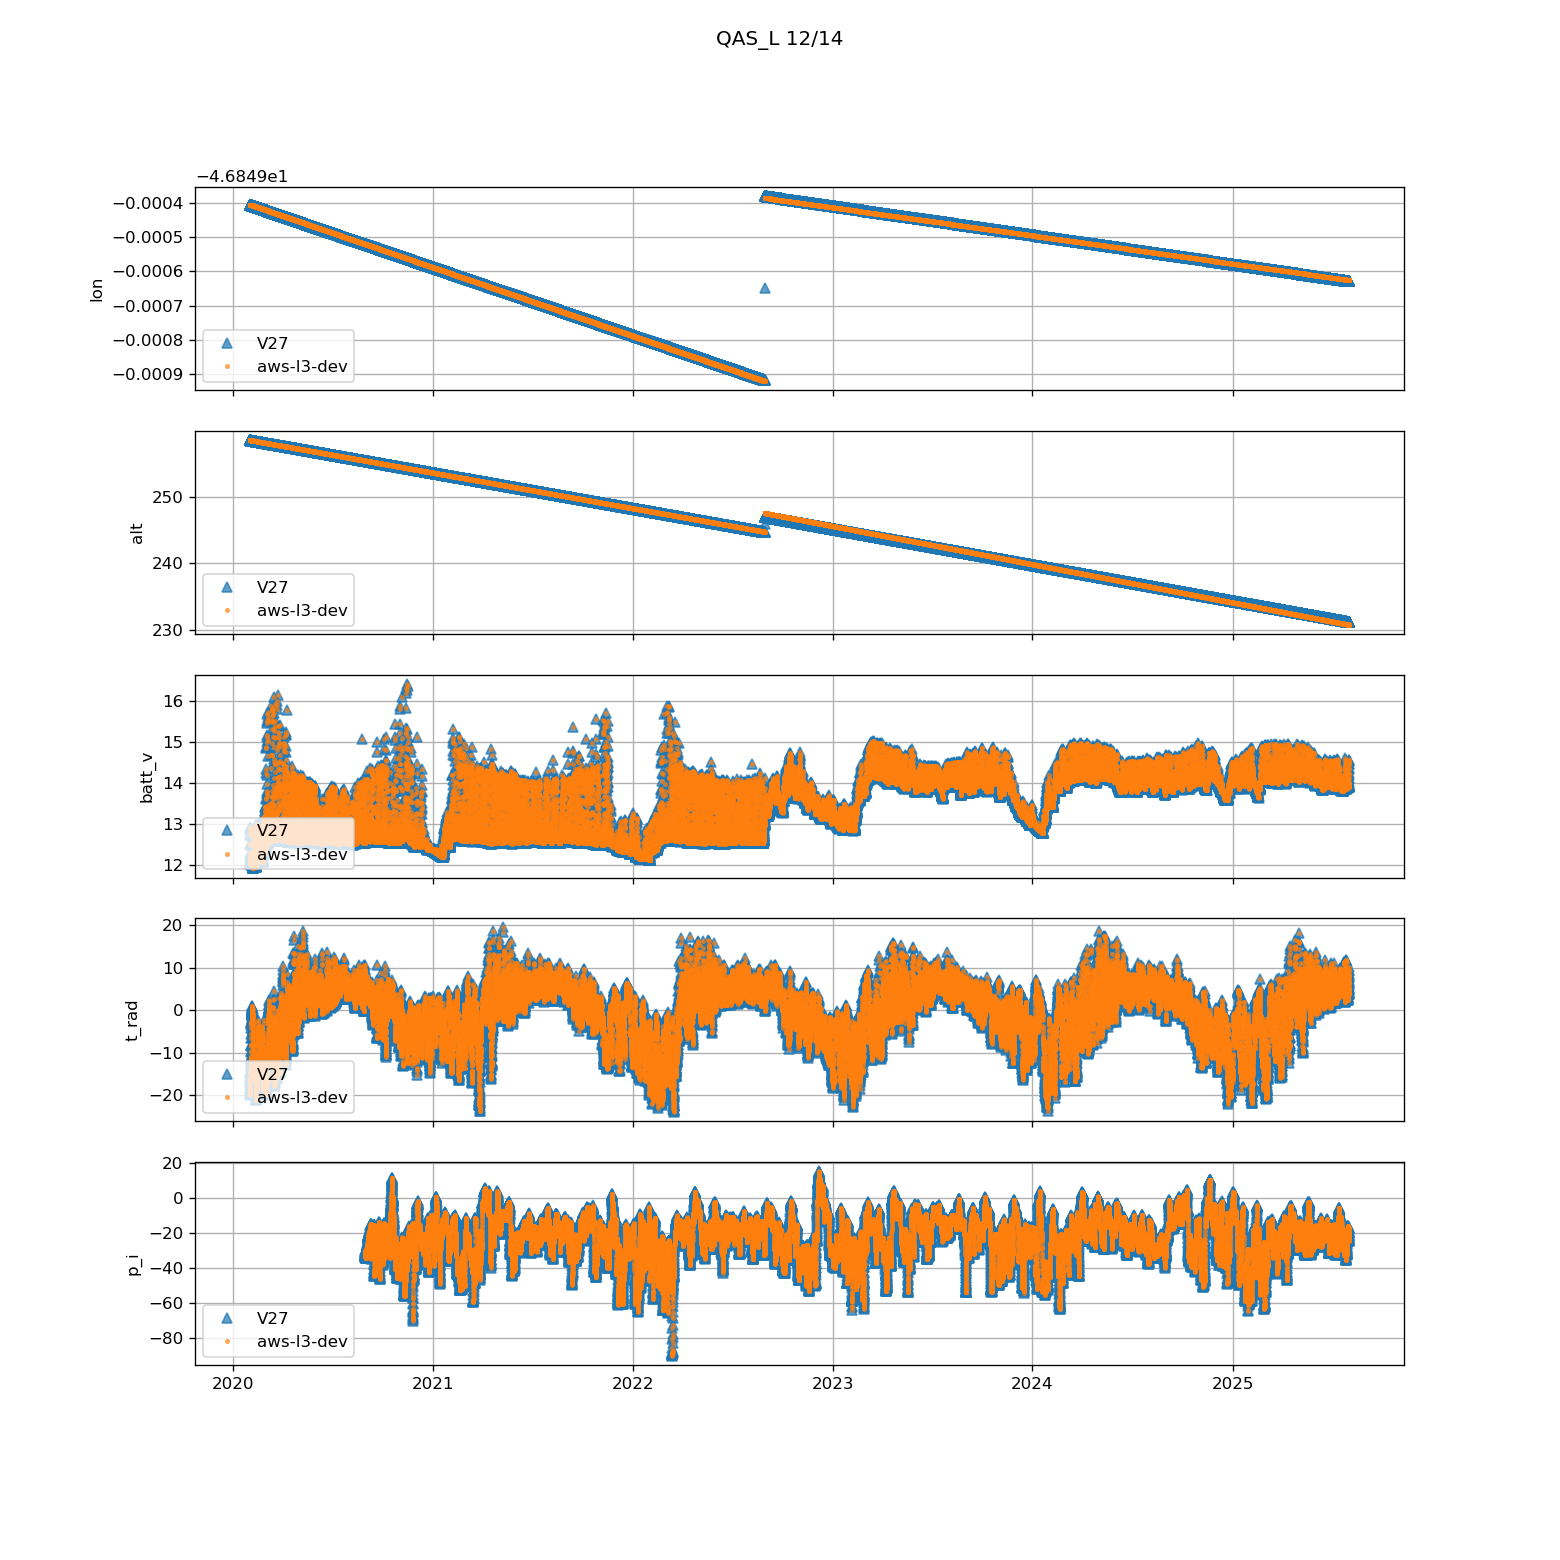 QAS_L 12/14
−4.6849e1
−0.0004
−0.0005
−0.0006
−0.0007
−0.0008
−0.0009
lon
V27
aws-l3-dev
250
240
230
alt
V27
aws-l3-dev
16
15
14
13
12
batt_v
V27
aws-l3-dev
20
10
0
−10
−20
t_rad
V27
aws-l3-dev
20
0
−20
−40
−60
−80
p_i
V27
aws-l3-dev
2020 2021 2022 2023 2024 2025